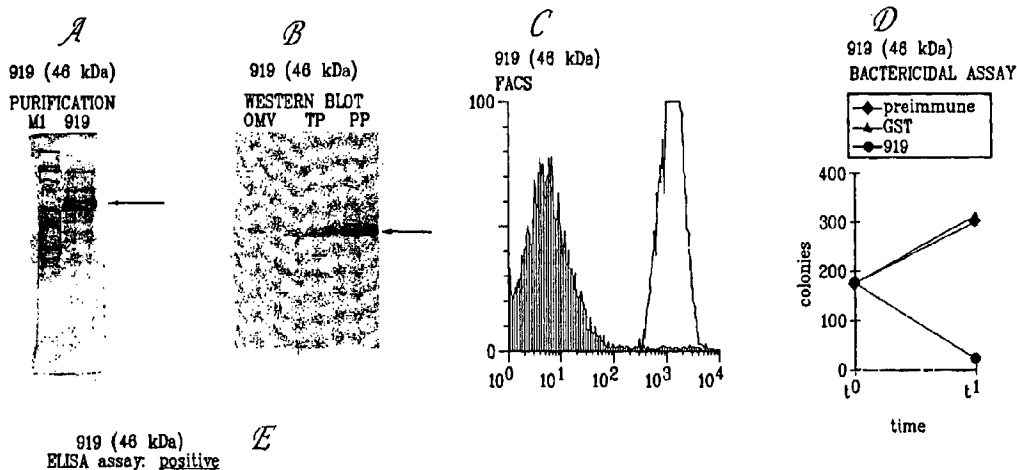 A
919 (46 kDa)
PURIFICATION
M1 919
B
919 (46 kDa)
WESTERN BLOT
OMV TP PP
C
919 (46 kDa)
FACS
100
0
10^0 10^1 10^2 10^3 10^4
D
919 (46 kDa)
BACTERICIDAL ASSAY
preimmune
GST
919
400
300
200
100
0
colonies
t^0 t^1
time
E
919 (46 kDa)
ELISA assay: positive